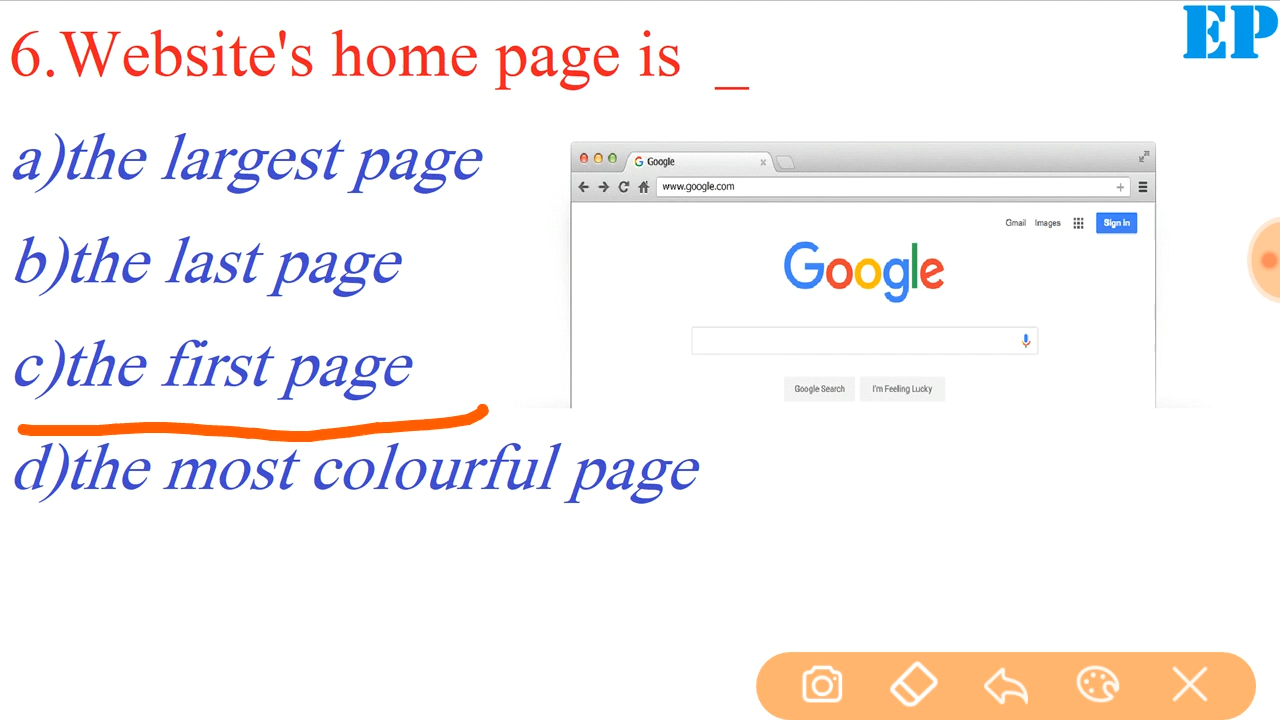 EP
6.Website's home page is _
a)the largest page
b)the last page
c)the first page
d)the most colourful page
Google
www.google.com
Gmail Images Sign in
Google
Google Search I'm Feeling Lucky